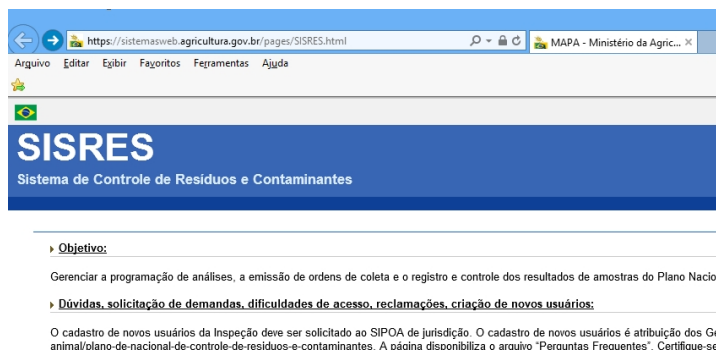 https://sistemasweb.agricultura.gov.br/pages/SISRES.html
MAPA - Ministério da Agric...
Arquivo Editar Exibir Favoritos Ferramentas Ajuda
SISRES
Sistema de Controle de Resíduos e Contaminantes
Objetivo:
Gerenciar a programação de análises, a emissão de ordens de coleta e o registro e controle dos resultados de amostras do Plano Nacio
Dúvidas, solicitação de demandas, dificuldades de acesso, reclamações, criação de novos usuários:
O cadastro de novos usuários da Inspeção deve ser solicitado ao SIPOA de jurisdição. O cadastro de novos usuários é atribuição dos Ge
animal/plano-de-nacional-de-controle-de-residuos-e-contaminantes. A página disponibiliza o arquivo "Perguntas Frequentes". Certifique-se